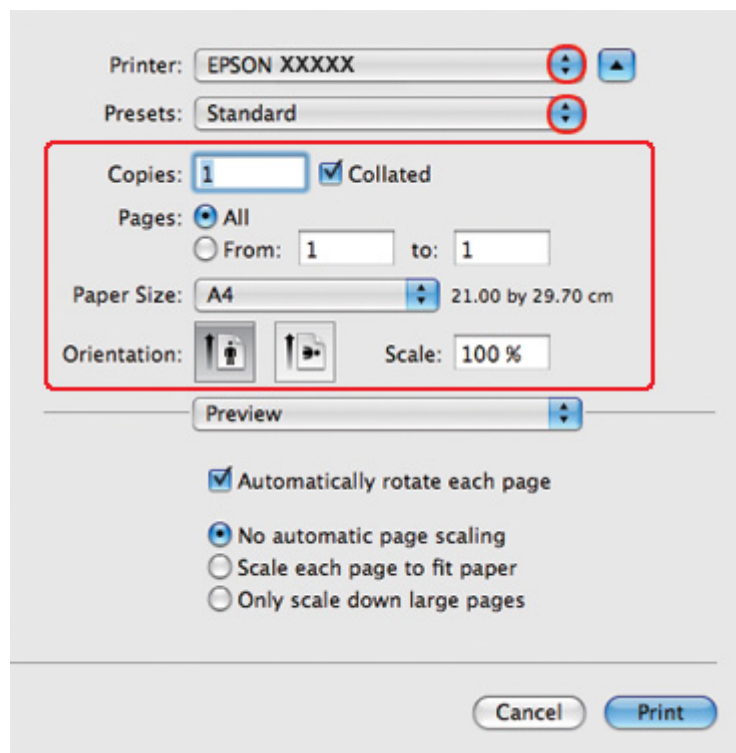 Printer: EPSON XXXXX
Presets: Standard
Copies: 1 Collated
Pages: All
From: 1 to: 1
Paper Size: A4 21.00 by 29.70 cm
Orientation: Scale: 100 %
Preview
Automatically rotate each page
No automatic page scaling
Scale each page to fit paper
Only scale down large pages
Cancel Print